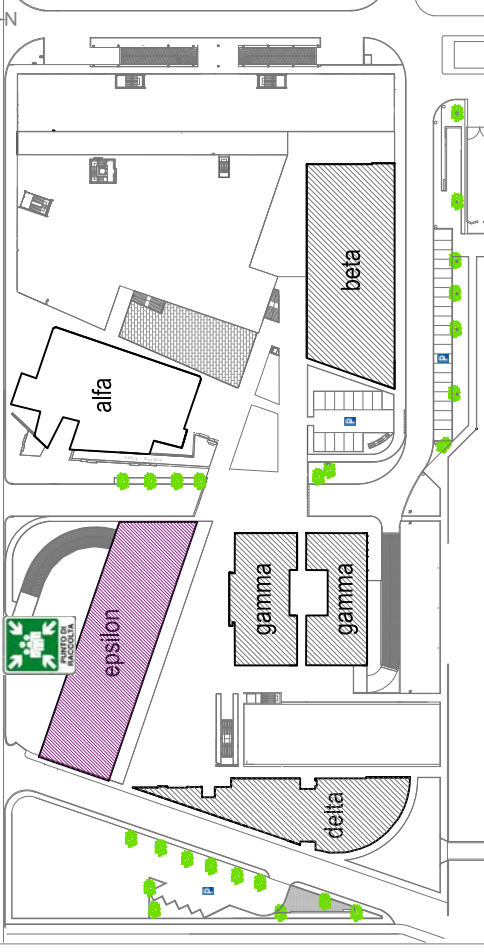 N
beta
alfa
P
P
gamma
gamma
epsilon
PUNTO DI
RACCOLTA
delta
P